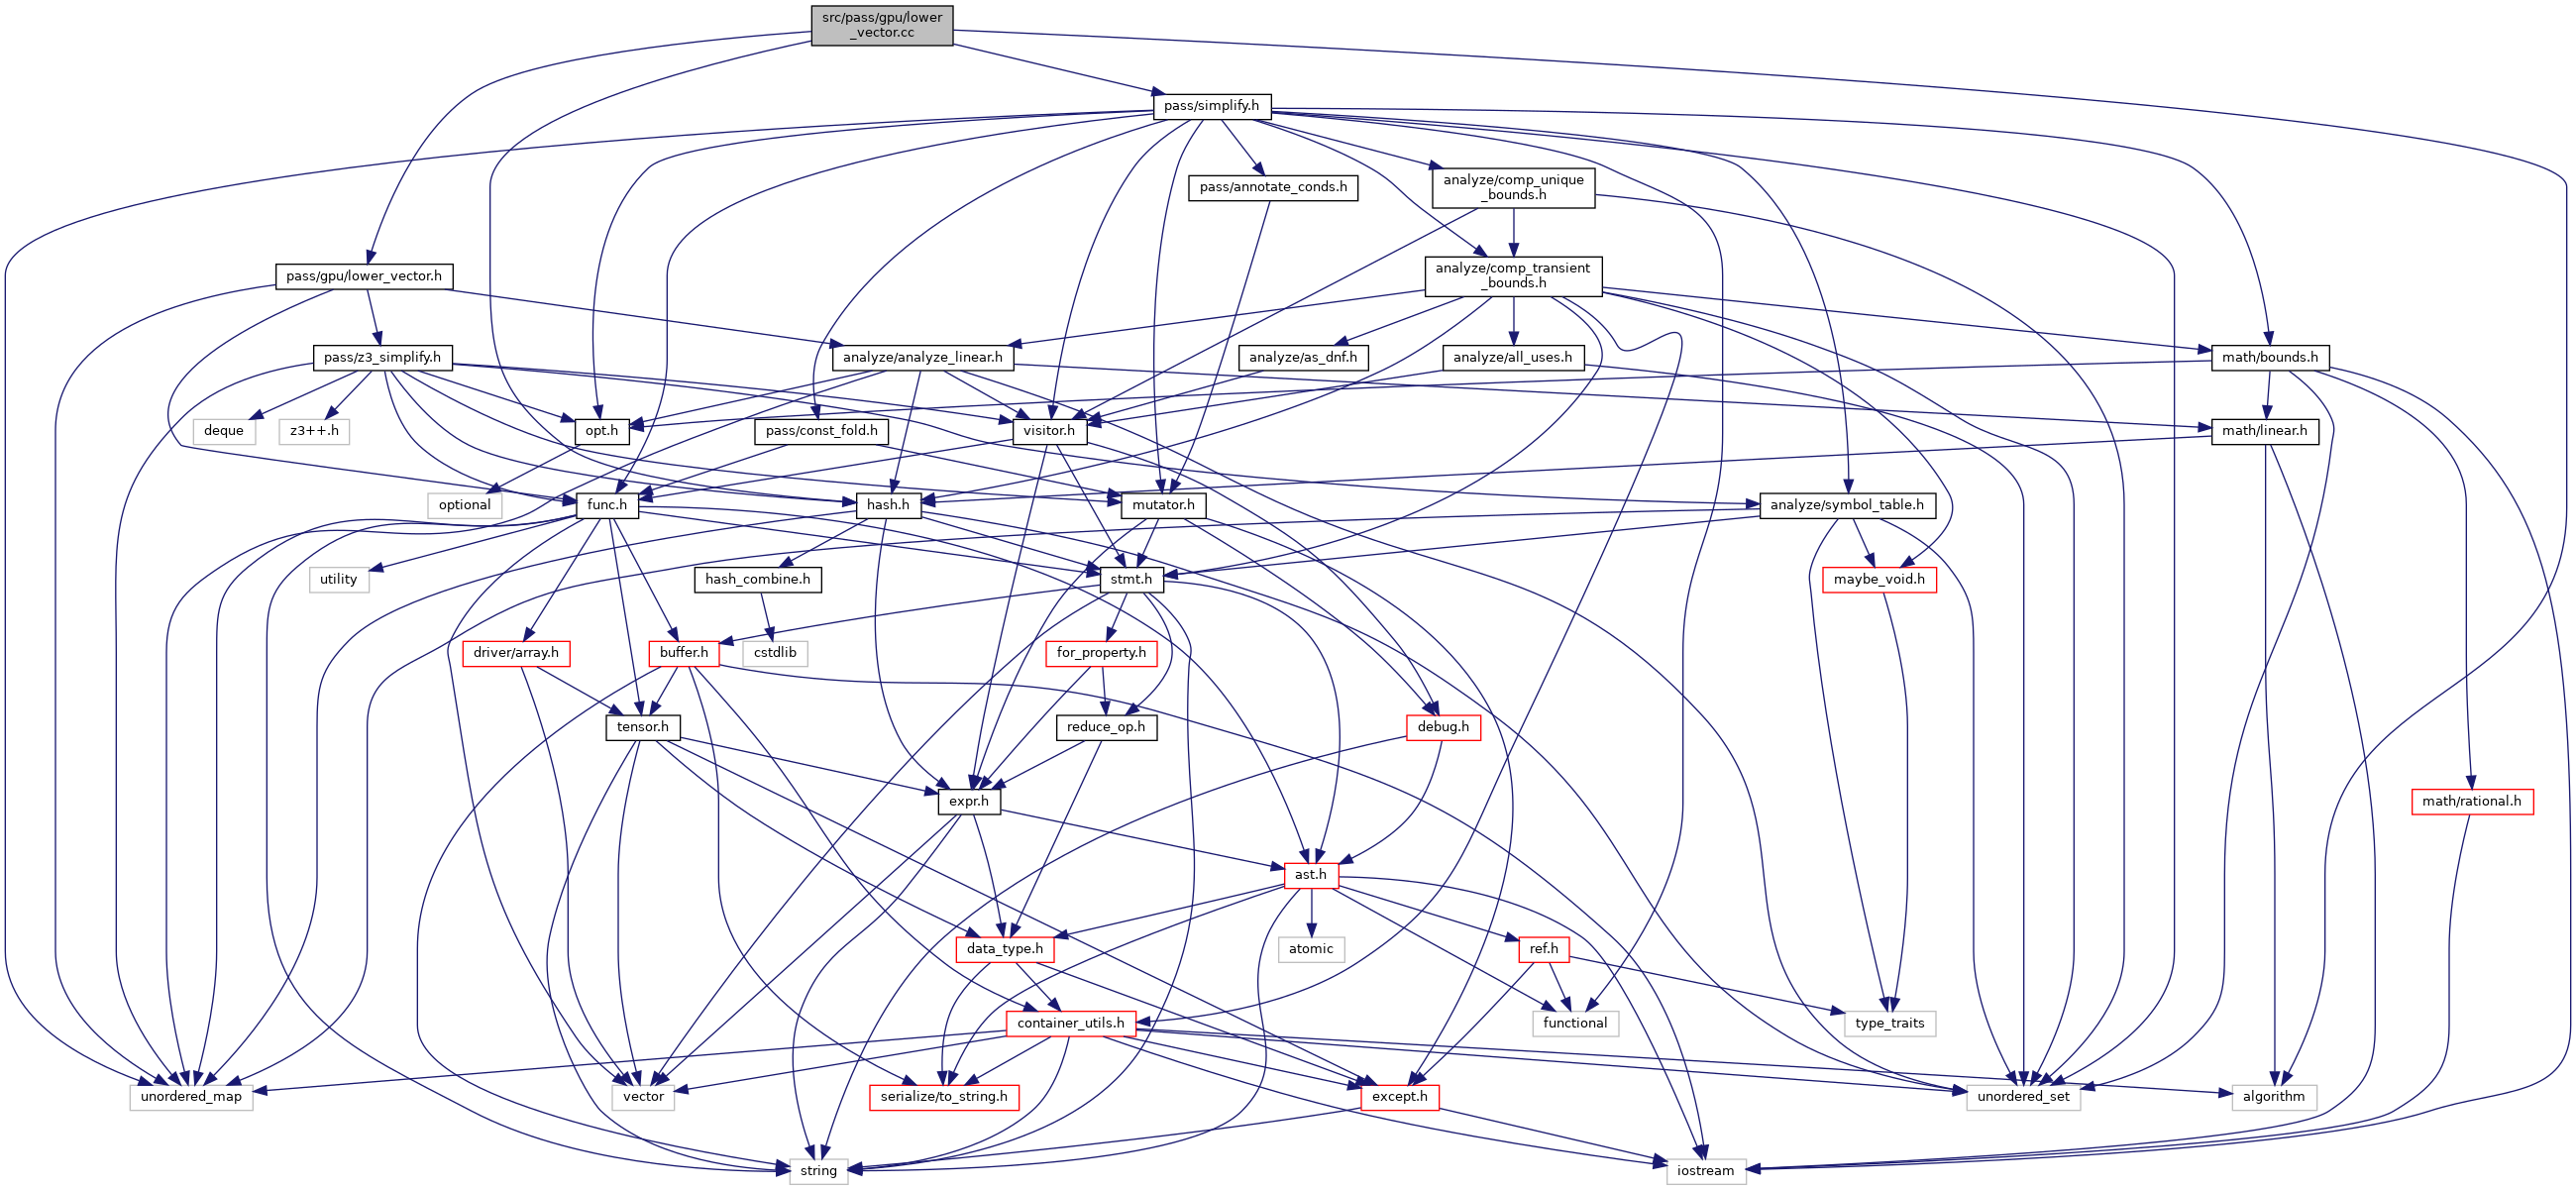 src/pass/gpu/lower
_vector.cc
pass/simplify.h
pass/annotate_conds.h
analyze/comp_unique
_bounds.h
pass/gpu/lower_vector.h
analyze/comp_transient
_bounds.h
pass/z3_simplify.h
analyze/analyze_linear.h
analyze/as_dnf.h
analyze/all_uses.h
math/bounds.h
deque
z3++.h
opt.h
pass/const_fold.h
visitor.h
math/linear.h
optional
func.h
hash.h
mutator.h
analyze/symbol_table.h
utility
hash_combine.h
stmt.h
maybe_void.h
driver/array.h
buffer.h
cstdlib
for_property.h
tensor.h
reduce_op.h
debug.h
expr.h
math/rational.h
ast.h
data_type.h
atomic
ref.h
container_utils.h
functional
type_traits
unordered_map
vector
serialize/to_string.h
except.h
unordered_set
algorithm
string
iostream